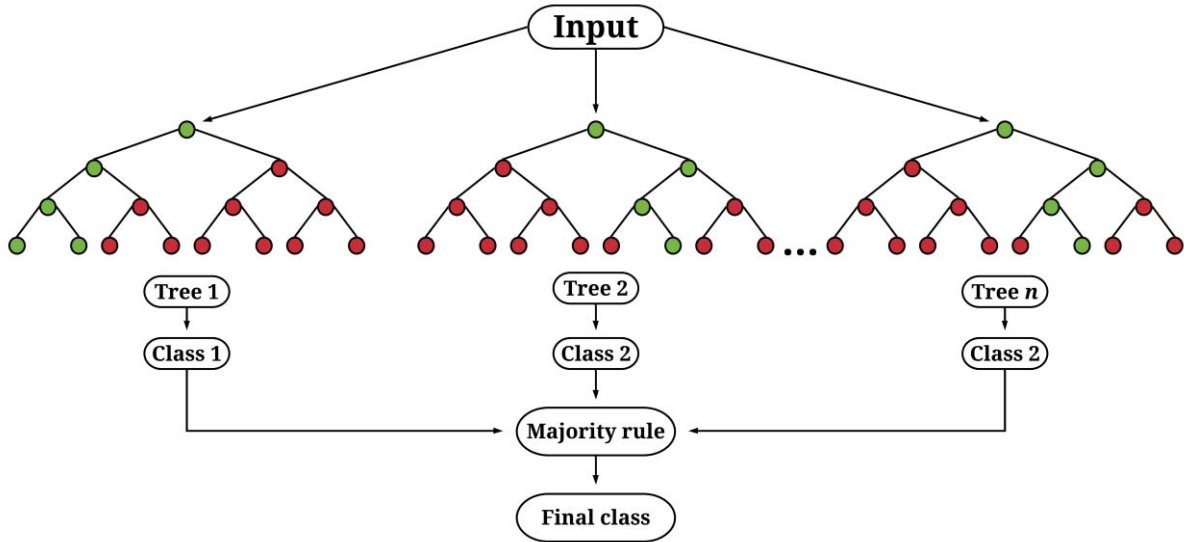 Input
...
Tree 1
Tree 2
Tree n
Class 1
Class 2
Class 2
Majority rule
Final class